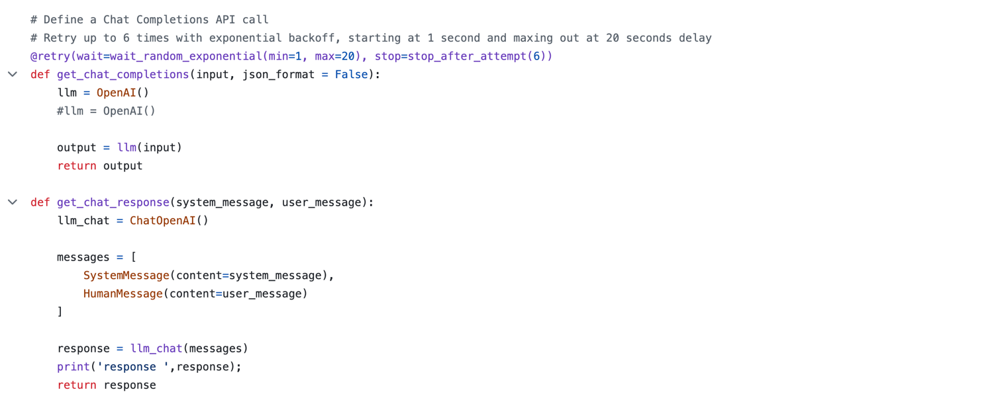 # Define a Chat Completions API call
# Retry up to 6 times with exponential backoff, starting at 1 second and maxing out at 20 seconds delay
@retry(wait=wait_random_exponential(min=1, max=20), stop=stop_after_attempt(6))
def get_chat_completions(input, json_format = False):
    llm = OpenAI()
    #llm = OpenAI()

    output = llm(input)
    return output

def get_chat_response(system_message, user_message):
    llm_chat = ChatOpenAI()

    messages = [
        SystemMessage(content=system_message),
        HumanMessage(content=user_message)
    ]

    response = llm_chat(messages)
    print('response ',response);
    return response